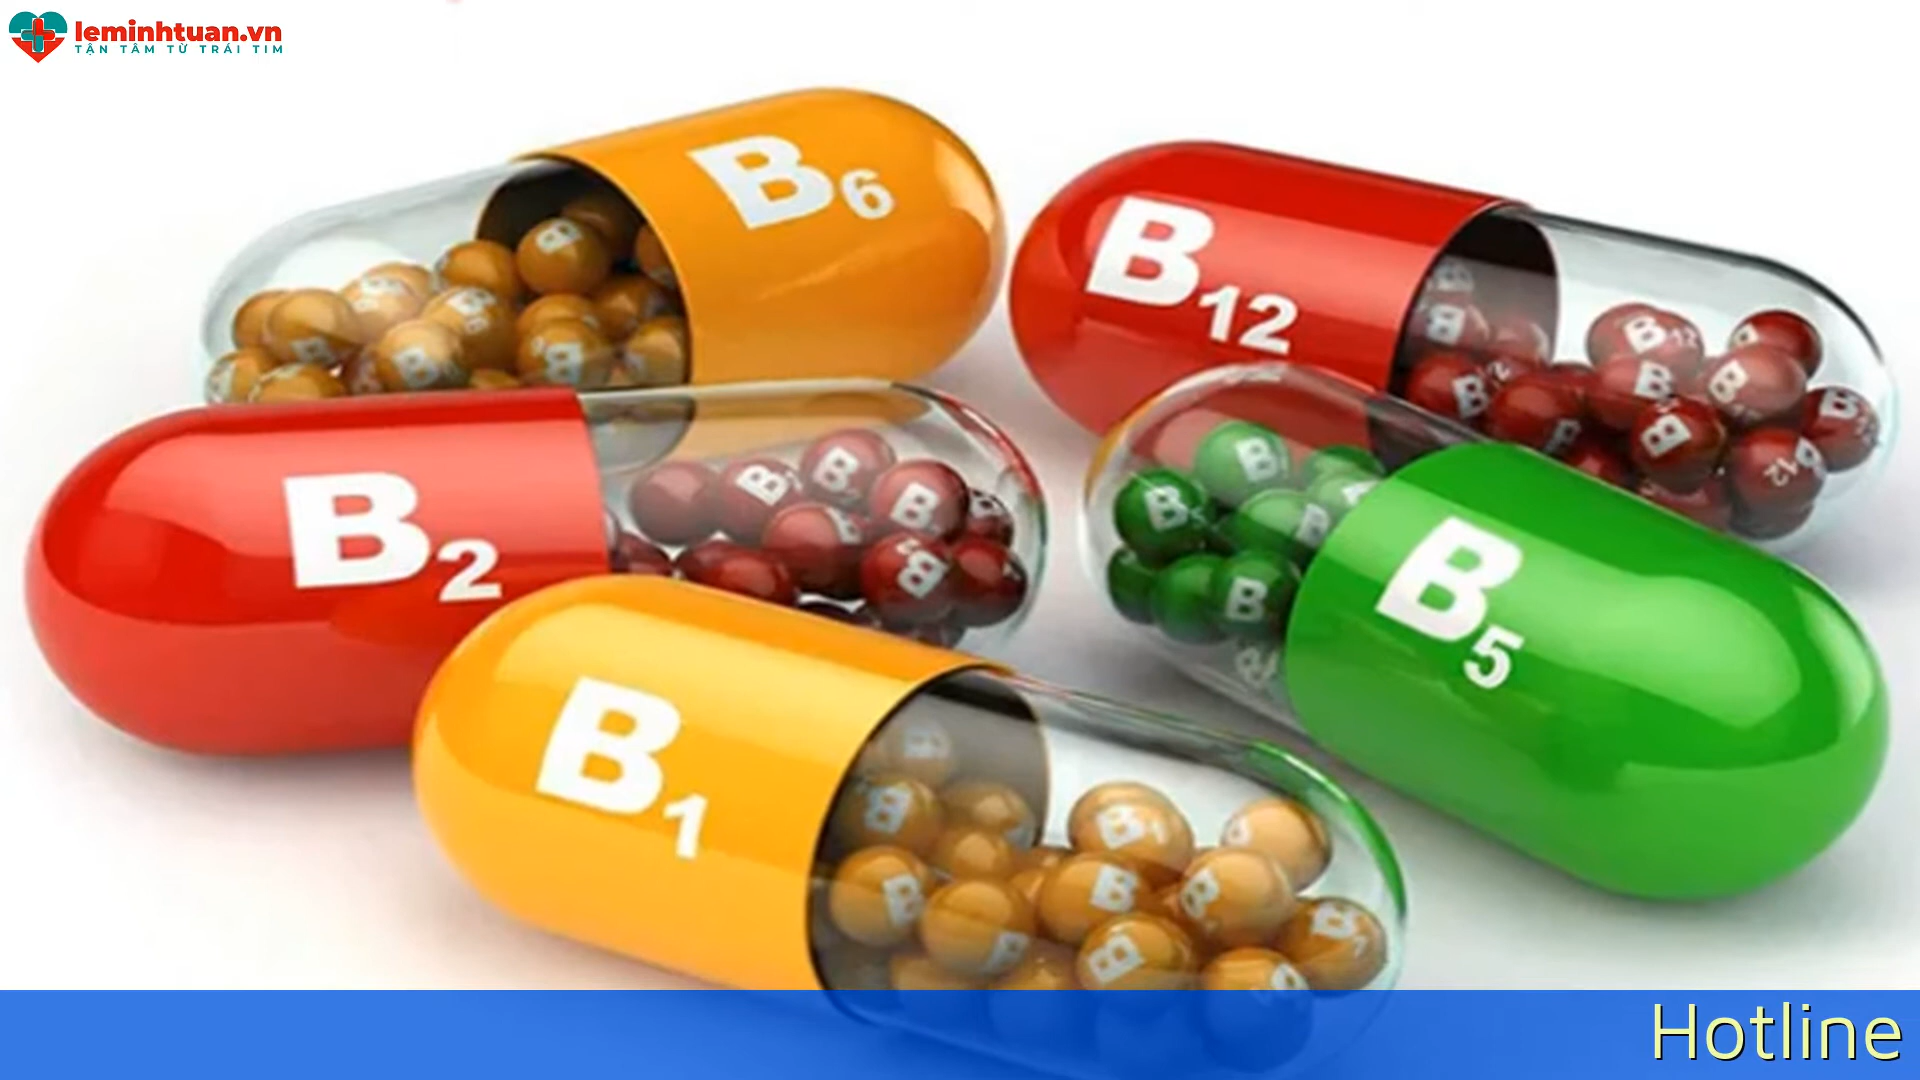 leminhtuan.vn
TẬN TÂM TỪ TRÁI TIM
B6
B12
B2
B5
B1
Hotline